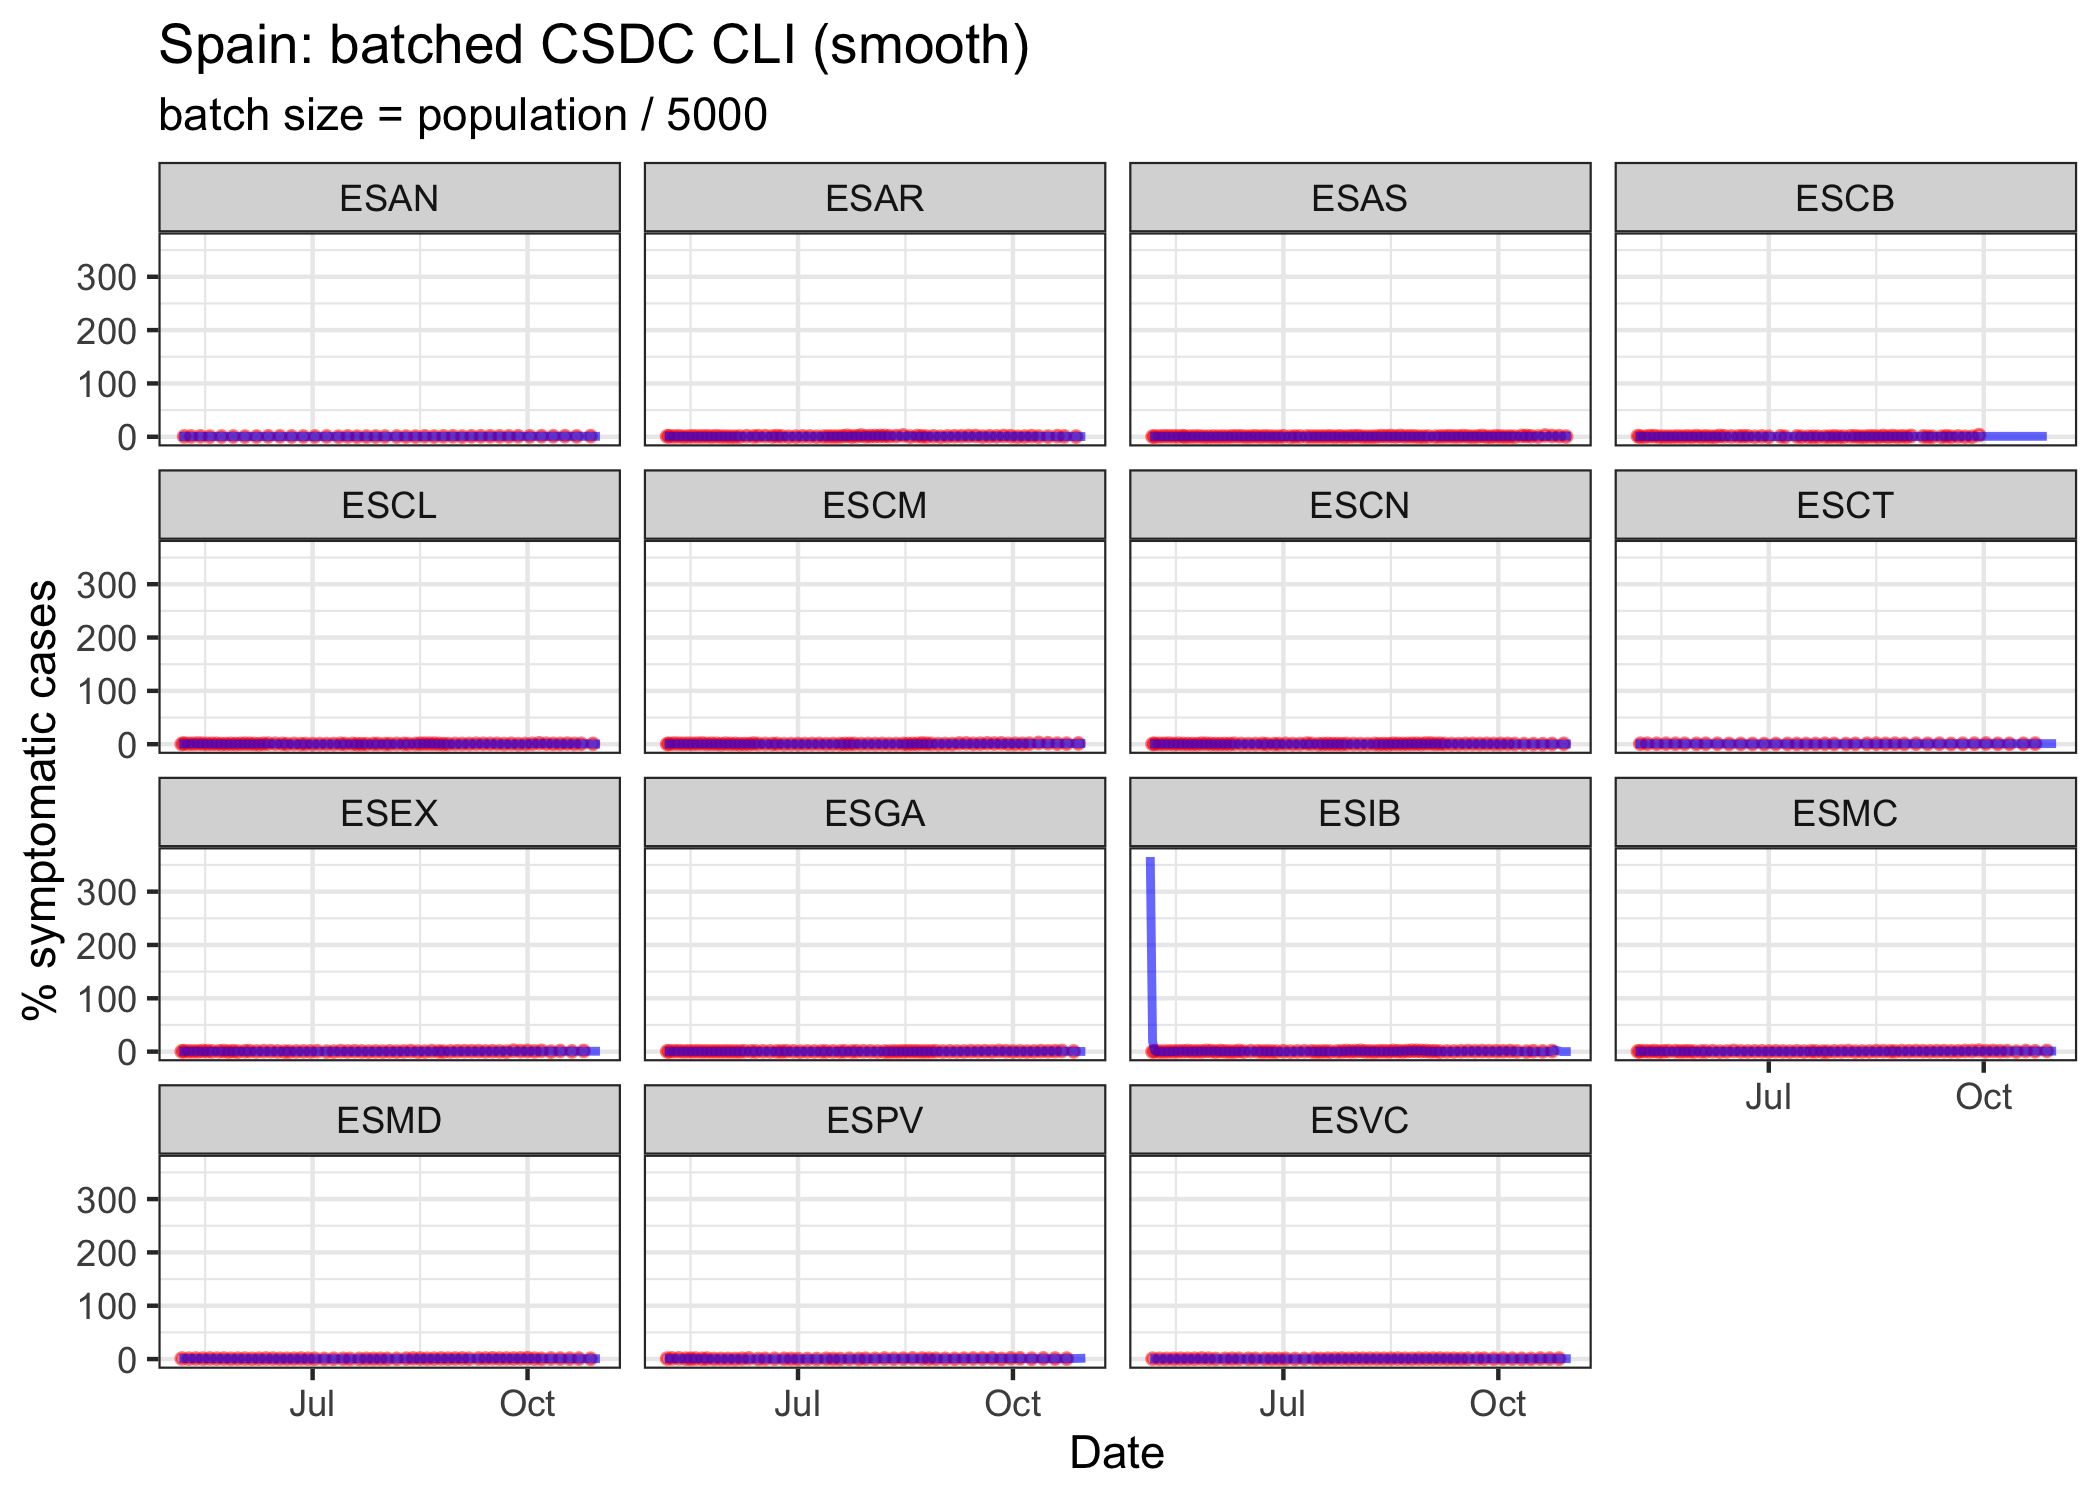 Spain: batched CSDC CLI (smooth)
batch size = population / 5000
ESAN ESAR ESAS ESCB
300
200
100
0
ESCL ESCM ESCN ESCT
300
200
100
0
% symptomatic cases
ESEX ESGA ESIB ESMC
300
200
100
0
Jul Oct
ESMD ESPV ESVC
300
200
100
0
Jul Oct Jul Oct Jul Oct
Date